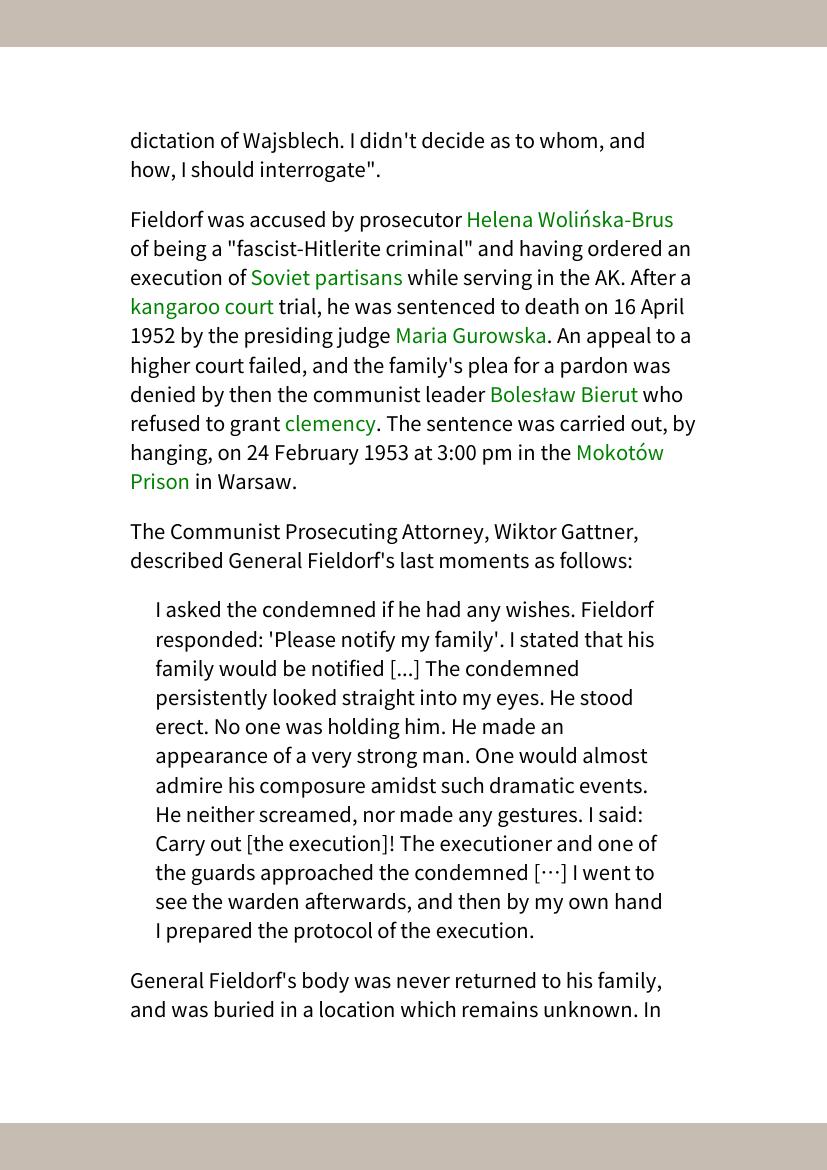 dictation of Wajsblech. I didn't decide as to whom, and
how, I should interrogate".
Fieldorf was accused by prosecutor Helena Wolińska-Brus
of being a "fascist-Hitlerite criminal" and having ordered an
execution of Soviet partisans while serving in the AK. After a
kangaroo court trial, he was sentenced to death on 16 April
1952 by the presiding judge Maria Gurowska. An appeal to a
higher court failed, and the family's plea for a pardon was
denied by then the communist leader Bolesław Bierut who
refused to grant clemency. The sentence was carried out, by
hanging, on 24 February 1953 at 3:00 pm in the Mokotów
Prison in Warsaw.
The Communist Prosecuting Attorney, Wiktor Gattner,
described General Fieldorf's last moments as follows:
I asked the condemned if he had any wishes. Fieldorf
responded: 'Please notify my family'. I stated that his
family would be notified [...] The condemned
persistently looked straight into my eyes. He stood
erect. No one was holding him. He made an
appearance of a very strong man. One would almost
admire his composure amidst such dramatic events.
He neither screamed, nor made any gestures. I said:
Carry out [the execution]! The executioner and one of
the guards approached the condemned […] I went to
see the warden afterwards, and then by my own hand
I prepared the protocol of the execution.
General Fieldorf's body was never returned to his family,
and was buried in a location which remains unknown. In